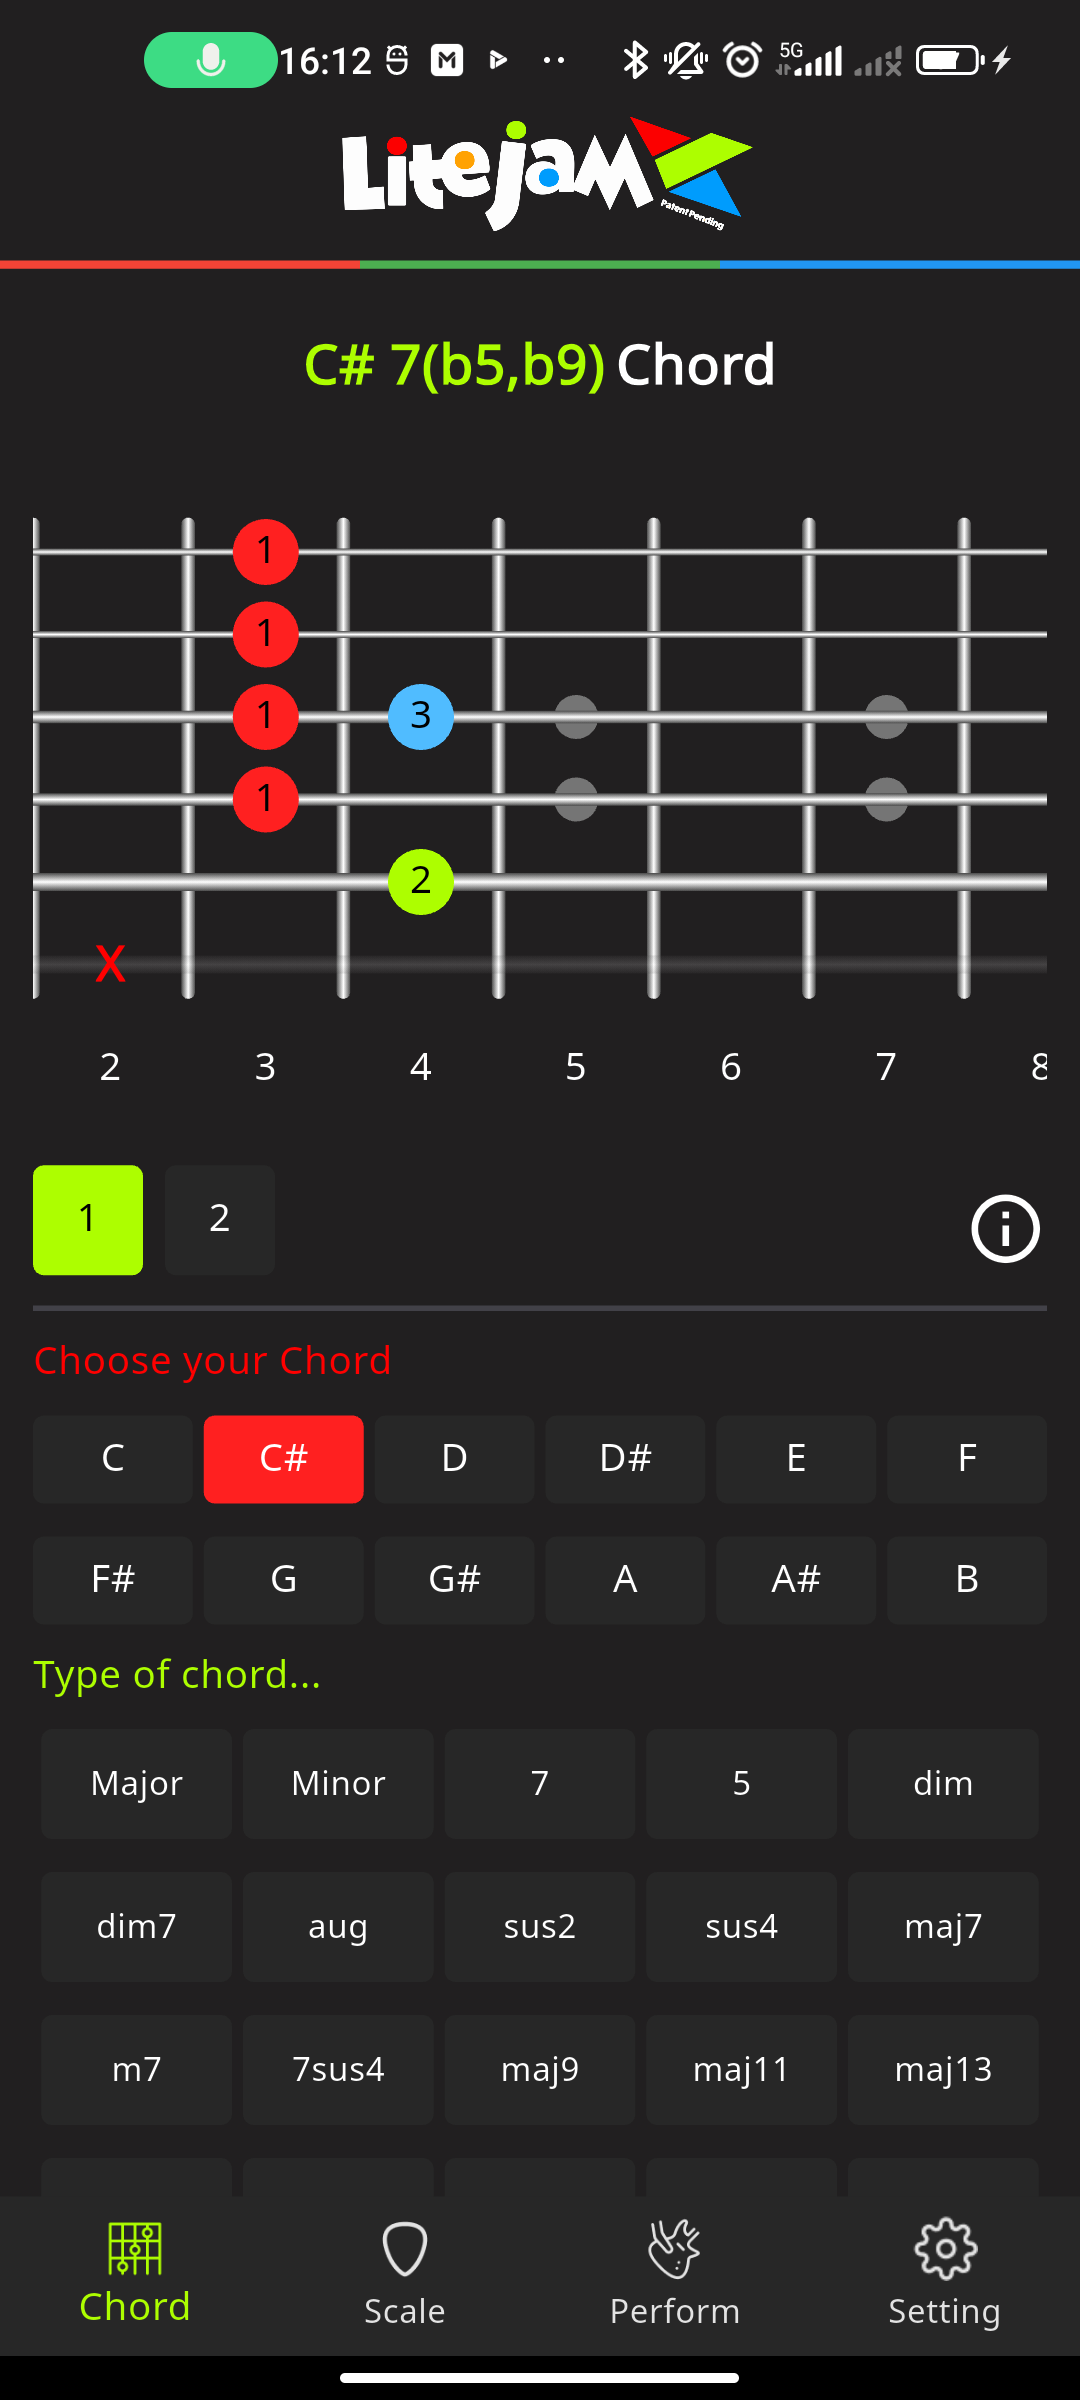 16:12 5G
Litejam
Patent Pending
C# 7(b5,b9) Chord
1
1
1 3
1
2
X
2 3 4 5 6 7 8
1 2
Choose your Chord
C C# D D# E F
F# G G# A A# B
Type of chord...
Major Minor 7 5 dim
dim7 aug sus2 sus4 maj7
m7 7sus4 maj9 maj11 maj13
Chord Scale Perform Setting